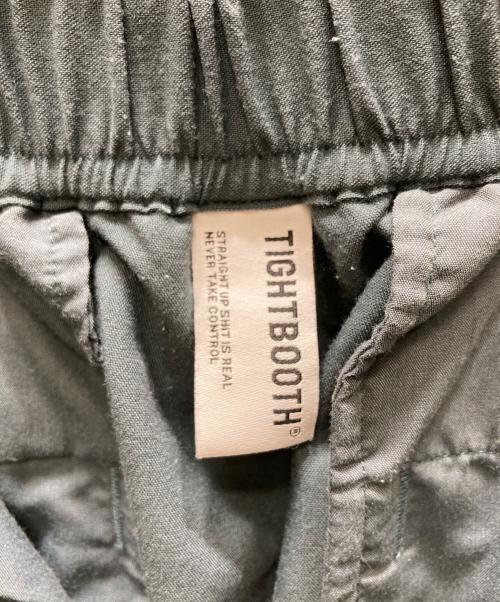 TIGHTBOOTH®
STRAIGHT UP SHIT IS REAL
NEVER TAKE CONTROL